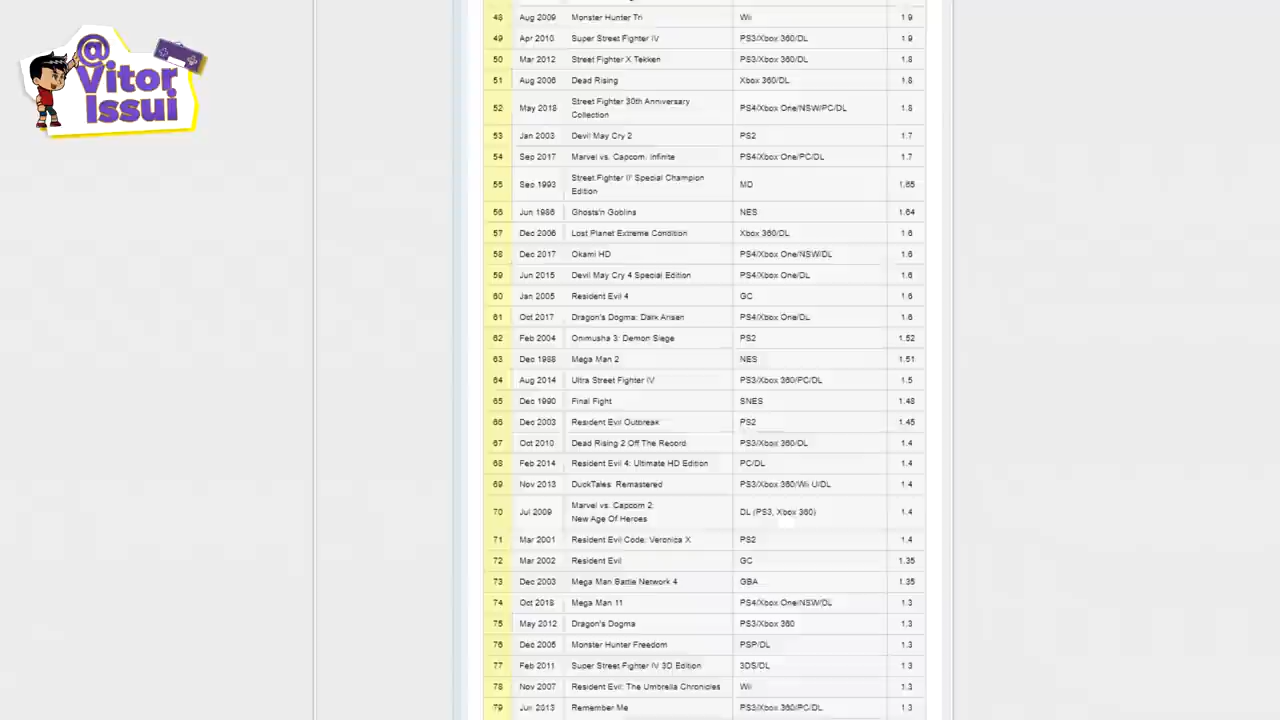 @
Vitor
Issui
48 Aug 2009 Monster Hunter Tri Wii 1.9
49 Apr 2010 Super Street Fighter IV PS3/Xbox 360/DL 1.9
50 Mar 2012 Street Fighter X Tekken PS3/Xbox 360/DL 1.8
51 Aug 2006 Dead Rising Xbox 360/DL 1.8
52 May 2018 Street Fighter 30th Anniversary PS4/Xbox One/NSW/PC/DL 1.8
Collection
53 Jan 2003 Devil May Cry 2 PS2 1.7
54 Sep 2017 Marvel vs. Capcom: Infinite PS4/Xbox One/PC/DL 1.7
55 Sep 1993 Street Fighter II' Special Champion MD 1.65
Edition
56 Jun 1986 Ghosts'n Goblins NES 1.64
57 Dec 2006 Lost Planet Extreme Condition Xbox 360/DL 1.6
58 Dec 2017 Okami HD PS4/Xbox One/NSW/DL 1.6
59 Jun 2015 Devil May Cry 4 Special Edition PS4/Xbox One/DL 1.6
60 Jan 2005 Resident Evil 4 GC 1.6
61 Oct 2017 Dragon's Dogma: Dark Arisen PS4/Xbox One/DL 1.6
62 Feb 2004 Onimusha 3: Demon Siege PS2 1.52
63 Dec 1988 Mega Man 2 NES 1.51
64 Aug 2014 Ultra Street Fighter IV PS3/Xbox 360/PC/DL 1.5
65 Dec 1990 Final Fight SNES 1.48
66 Dec 2003 Resident Evil Outbreak PS2 1.45
67 Oct 2010 Dead Rising 2 Off The Record PS3/Xbox 360/DL 1.4
68 Feb 2014 Resident Evil 4: Ultimate HD Edition PC/DL 1.4
69 Nov 2013 DuckTales: Remastered PS3/Xbox 360/Wii U/DL 1.4
70 Jul 2009 Marvel vs. Capcom 2: DL (PS3, Xbox 360) 1.4
New Age Of Heroes
71 Mar 2001 Resident Evil Code: Veronica X PS2 1.4
72 Mar 2002 Resident Evil GC 1.35
73 Dec 2003 Mega Man Battle Network 4 GBA 1.35
74 Oct 2018 Mega Man 11 PS4/Xbox One/NSW/DL 1.3
75 May 2012 Dragon's Dogma PS3/Xbox 360 1.3
76 Dec 2005 Monster Hunter Freedom PSP/DL 1.3
77 Feb 2011 Super Street Fighter IV 3D Edition 3DS/DL 1.3
78 Nov 2007 Resident Evil: The Umbrella Chronicles Wii 1.3
79 Jun 2013 Remember Me PS3/Xbox 360/PC/DL 1.3